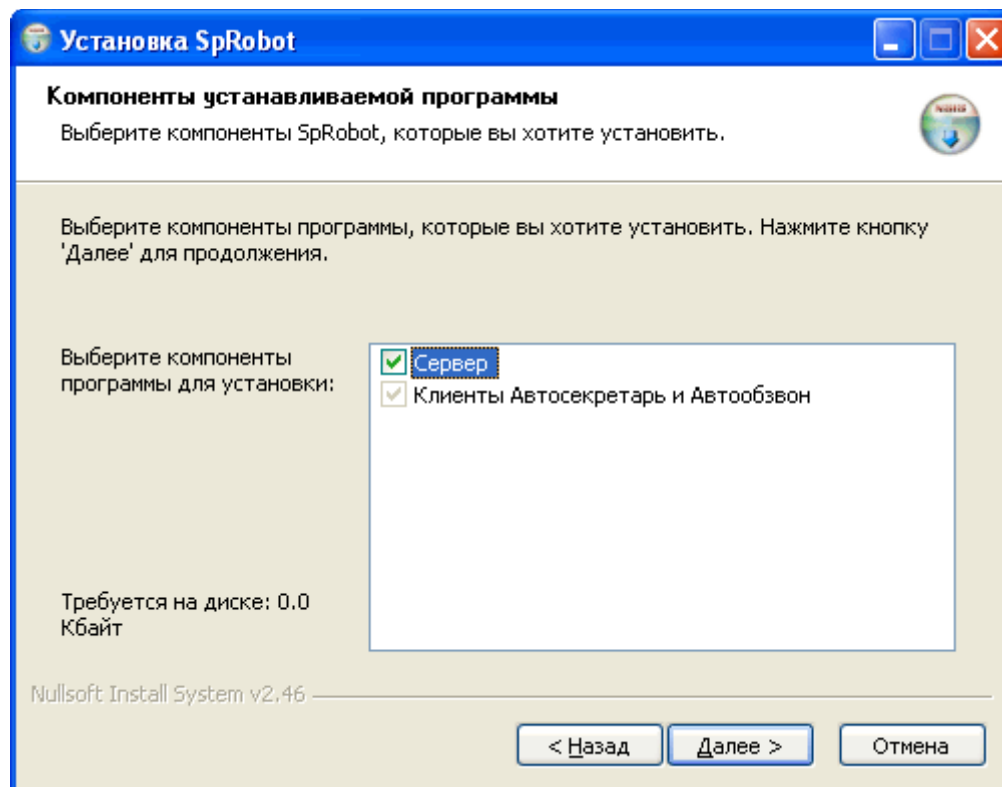 Установка SpRobot
Компоненты устанавливаемой программы
Выберите компоненты SpRobot, которые вы хотите установить.
Выберите компоненты программы, которые вы хотите установить. Нажмите кнопку
'Далее' для продолжения.
Выберите компоненты
программы для установки:
Сервер
Клиенты Автосекретарь и Автообзвон
Требуется на диске: 0.0
Кбайт
Nullsoft Install System v2.46
< Назад
Далее >
Отмена